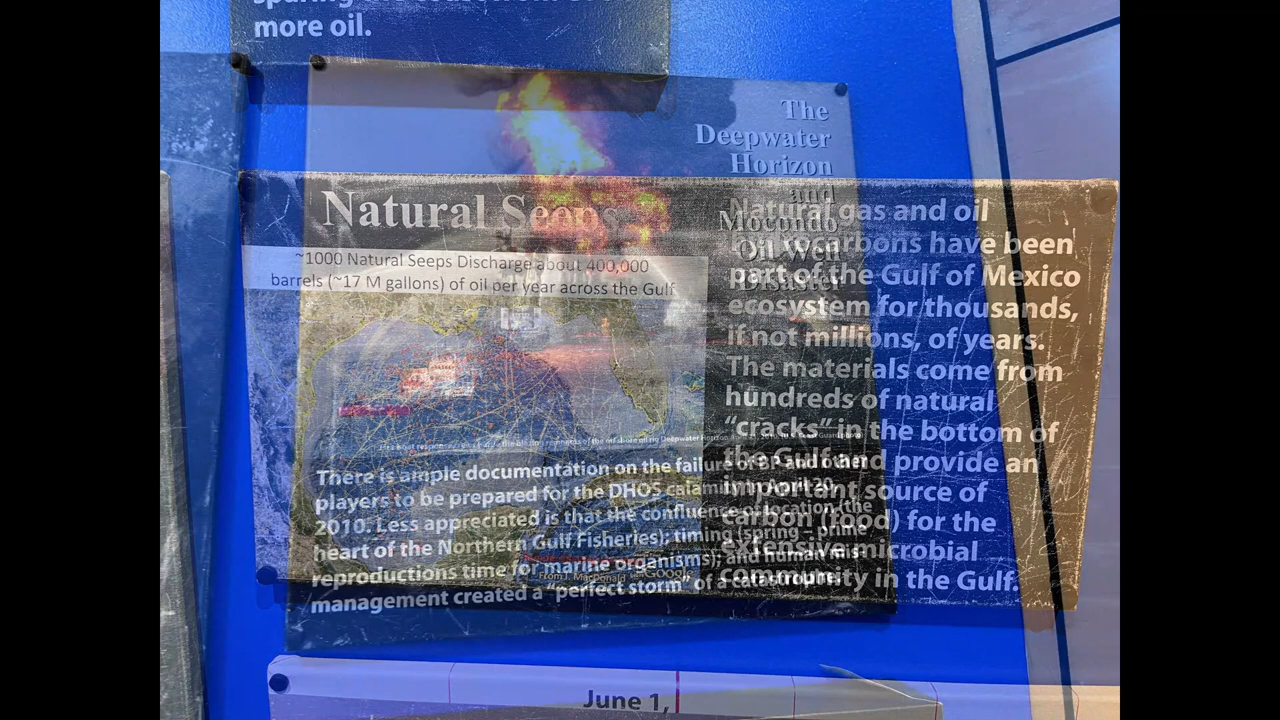 more oil.
The
Deepwater
Horizon
and
Mocondo
Oil Well
Disaster
Natural Seeps
~1000 Natural Seeps Discharge about 400,000
barrels (~17 M gallons) of oil per year across the Gulf
Natural gas and oil
have been
part of the Gulf of Mexico
ecosystem for thousands,
if not millions, of years.
The materials come from
hundreds of natural
“cracks” in the bottom of
the Gulf and provide an
important source of
carbon (food) for the
extensive microbial
community in the Gulf.
There is ample documentation on the failure of BP and other
players to be prepared for the DHOS calamity in April 20,
2010. Less appreciated is that the confluence of location (the
heart of the Northern Gulf Fisheries); timing (spring – prime
reproductions time for marine organisms); and human
management created a “perfect storm” of a catastrophe.
From I. MacDonald Google
June 1,